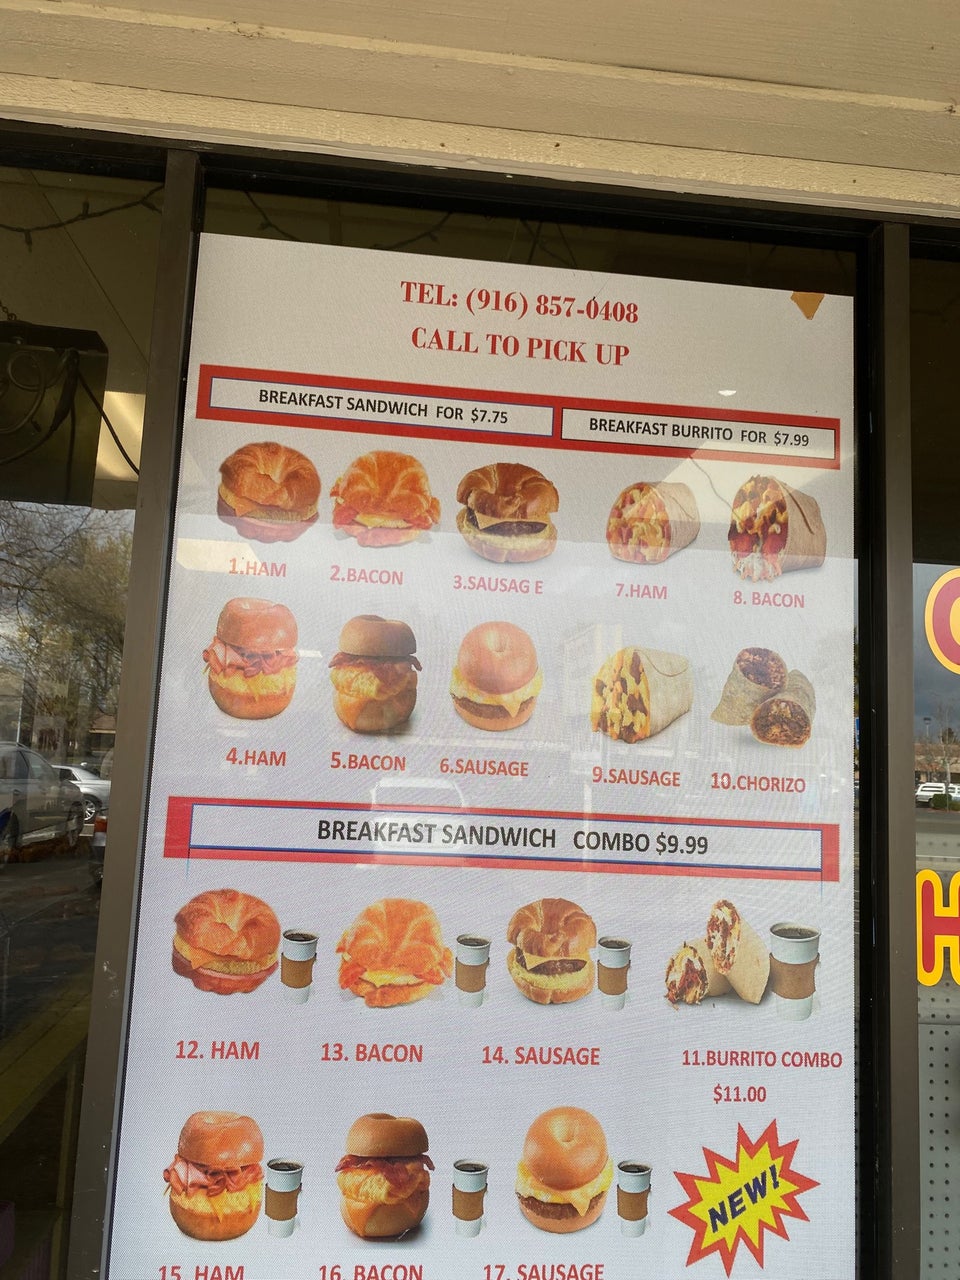 TEL: (916) 857-0408
CALL TO PICK UP
BREAKFAST SANDWICH FOR $7.75
BREAKFAST BURRITO FOR $7.99
1.HAM
2.BACON
3.SAUSAG E
7.HAM
8. BACON
4.HAM
5.BACON
6.SAUSAGE
9.SAUSAGE
10.CHORIZO
BREAKFAST SANDWICH COMBO $9.99
12. HAM
13. BACON
14. SAUSAGE
11.BURRITO COMBO
$11.00
NEW!
15. HAM
16. BACON
17. SAUSAGE